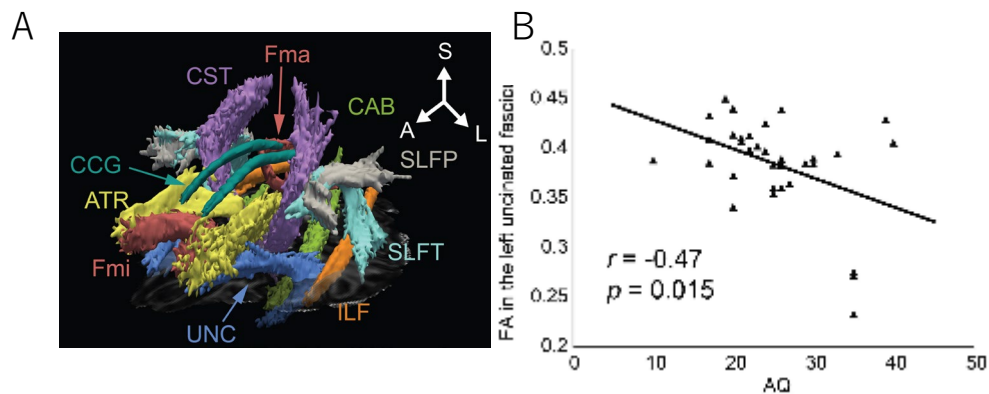 A
Fma
CST
S
CAB
A
L
CCG
SLFP
ATR
SLFT
Fmi
ILF
UNC
B
FA in the left uncinated fascici
0.5
0.45
0.4
0.35
0.3
0.25
0.2
r = -0.47
p = 0.015
0
10
20
30
40
50
AQ